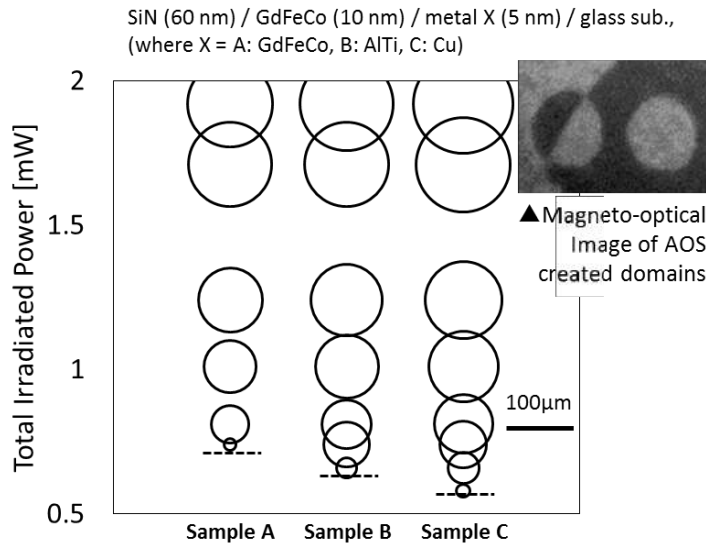 SiN (60 nm) / GdFeCo (10 nm) / metal X (5 nm) / glass sub.,
(where X = A: GdFeCo, B: AlTi, C: Cu)
Total Irradiated Power [mW]
2
1.5
1
0.5
▲Magneto-optical
Image of AOS
created domains
100μm
Sample A
Sample B
Sample C